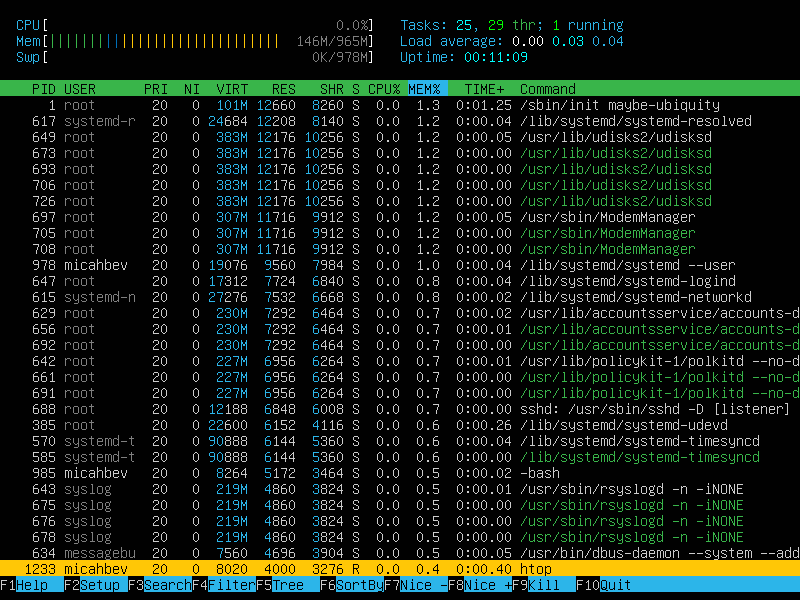 CPU[ 0.0%] Tasks: 25, 29 thr; 1 running
Mem[|||||||||||||||||||||||||||||| 146M/965M] Load average: 0.00 0.03 0.04
Swp[ 0K/978M] Uptime: 00:11:09
PID USER PRI NI VIRT RES SHR S CPU% MEM% TIME+ Command
1 root 20 0 101M 12660 8260 S 0.0 1.3 0:01.25 /sbin/init maybe-ubiquity
617 systemd-r 20 0 24684 12208 8140 S 0.0 1.2 0:00.04 /lib/systemd/systemd-resolved
649 root 20 0 383M 12176 10256 S 0.0 1.2 0:00.05 /usr/lib/udisks2/udisksd
673 root 20 0 383M 12176 10256 S 0.0 1.2 0:00.00 /usr/lib/udisks2/udisksd
693 root 20 0 383M 12176 10256 S 0.0 1.2 0:00.00 /usr/lib/udisks2/udisksd
706 root 20 0 383M 12176 10256 S 0.0 1.2 0:00.00 /usr/lib/udisks2/udisksd
726 root 20 0 383M 12176 10256 S 0.0 1.2 0:00.00 /usr/lib/udisks2/udisksd
697 root 20 0 307M 11716 9912 S 0.0 1.2 0:00.05 /usr/sbin/ModemManager
705 root 20 0 307M 11716 9912 S 0.0 1.2 0:00.00 /usr/sbin/ModemManager
708 root 20 0 307M 11716 9912 S 0.0 1.2 0:00.00 /usr/sbin/ModemManager
978 micahbev 20 0 19076 9560 7984 S 0.0 1.0 0:00.04 /lib/systemd/systemd --user
647 root 20 0 17312 7724 6840 S 0.0 0.8 0:00.04 /lib/systemd/systemd-logind
615 systemd-n 20 0 27276 7532 6668 S 0.0 0.8 0:00.02 /lib/systemd/systemd-networkd
629 root 20 0 230M 7292 6464 S 0.0 0.7 0:00.02 /usr/lib/accountsservice/accounts-d
656 root 20 0 230M 7292 6464 S 0.0 0.7 0:00.01 /usr/lib/accountsservice/accounts-d
692 root 20 0 230M 7292 6464 S 0.0 0.7 0:00.00 /usr/lib/accountsservice/accounts-d
642 root 20 0 227M 6956 6264 S 0.0 0.7 0:00.01 /usr/lib/policykit-1/polkitd --no-d
661 root 20 0 227M 6956 6264 S 0.0 0.7 0:00.00 /usr/lib/policykit-1/polkitd --no-d
691 root 20 0 227M 6956 6264 S 0.0 0.7 0:00.00 /usr/lib/policykit-1/polkitd --no-d
688 root 20 0 12188 6848 6008 S 0.0 0.7 0:00.00 sshd: /usr/sbin/sshd -D [listener]
385 root 20 0 22600 6152 4116 S 0.0 0.6 0:00.26 /lib/systemd/systemd-udevd
570 systemd-t 20 0 90888 6144 5360 S 0.0 0.6 0:00.04 /lib/systemd/systemd-timesyncd
585 systemd-t 20 0 90888 6144 5360 S 0.0 0.6 0:00.00 /lib/systemd/systemd-timesyncd
985 micahbev 20 0 8264 5172 3464 S 0.0 0.5 0:00.02 -bash
643 syslog 20 0 219M 4860 3824 S 0.0 0.5 0:00.01 /usr/sbin/rsyslogd -n -iNONE
675 syslog 20 0 219M 4860 3824 S 0.0 0.5 0:00.00 /usr/sbin/rsyslogd -n -iNONE
676 syslog 20 0 219M 4860 3824 S 0.0 0.5 0:00.00 /usr/sbin/rsyslogd -n -iNONE
678 syslog 20 0 219M 4860 3824 S 0.0 0.5 0:00.00 /usr/sbin/rsyslogd -n -iNONE
634 messagebu 20 0 7560 4696 3904 S 0.0 0.5 0:00.05 /usr/bin/dbus-daemon --system --add
1233 micahbev 20 0 8020 4000 3276 R 0.0 0.4 0:00.40 htop
F1Help F2Setup F3SearchF4FilterF5Tree F6SortByF7Nice -F8Nice +F9Kill F10Quit